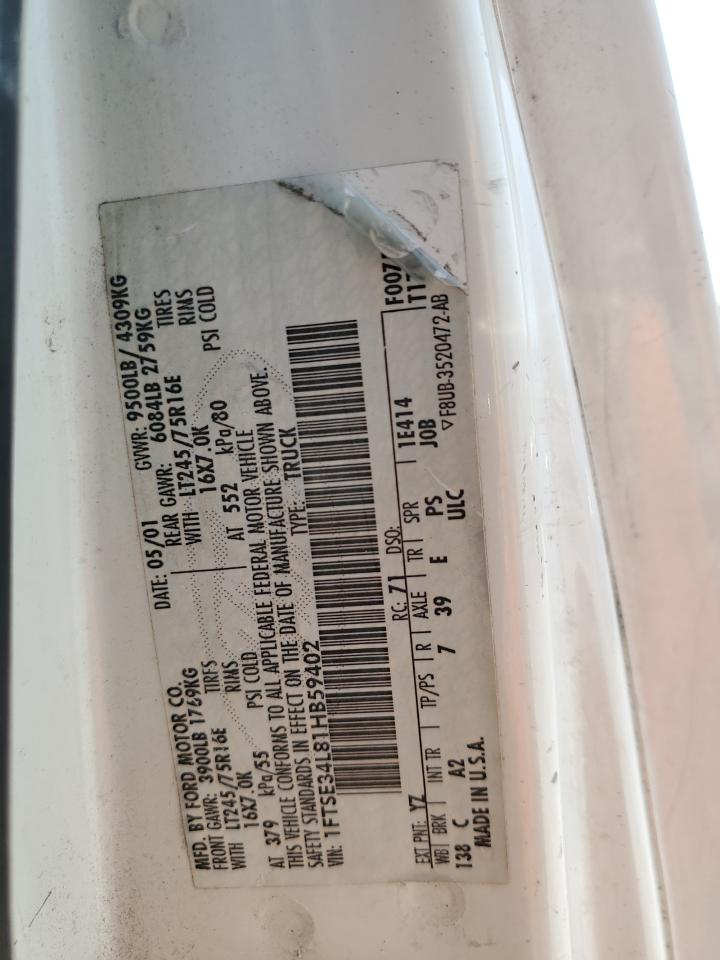 MFD. BY FORD MOTOR CO.
DATE: 05/01 GVWR: 9500LB/ 4309KG
FRONT GAWR: 3900LB 1769KG REAR GAWR: 6084LB 2759KG
WITH LT245/75R16E TIRES WITH LT245/75R16E TIRES
16X7.0K RIMS 16X7.0K RIMS
AT 379 kPa/55 PSI COLD AT 552 kPa/80 PSI COLD
THIS VEHICLE CONFORMS TO ALL APPLICABLE FEDERAL MOTOR VEHICLE
SAFETY STANDARDS IN EFFECT ON THE DATE OF MANUFACTURE SHOWN ABOVE.
VIN: 1FTSE34L81HB59402 TYPE: TRUCK
F007
T17
EXT PNT: YZ RC: 71 DSO:
WB BRK INT TR TP/PS R AXLE TR SPR 1E414
138 C A2 7 39 E PS JOB
MADE IN U.S.A. ULC ▽F8UB-3520472-AB